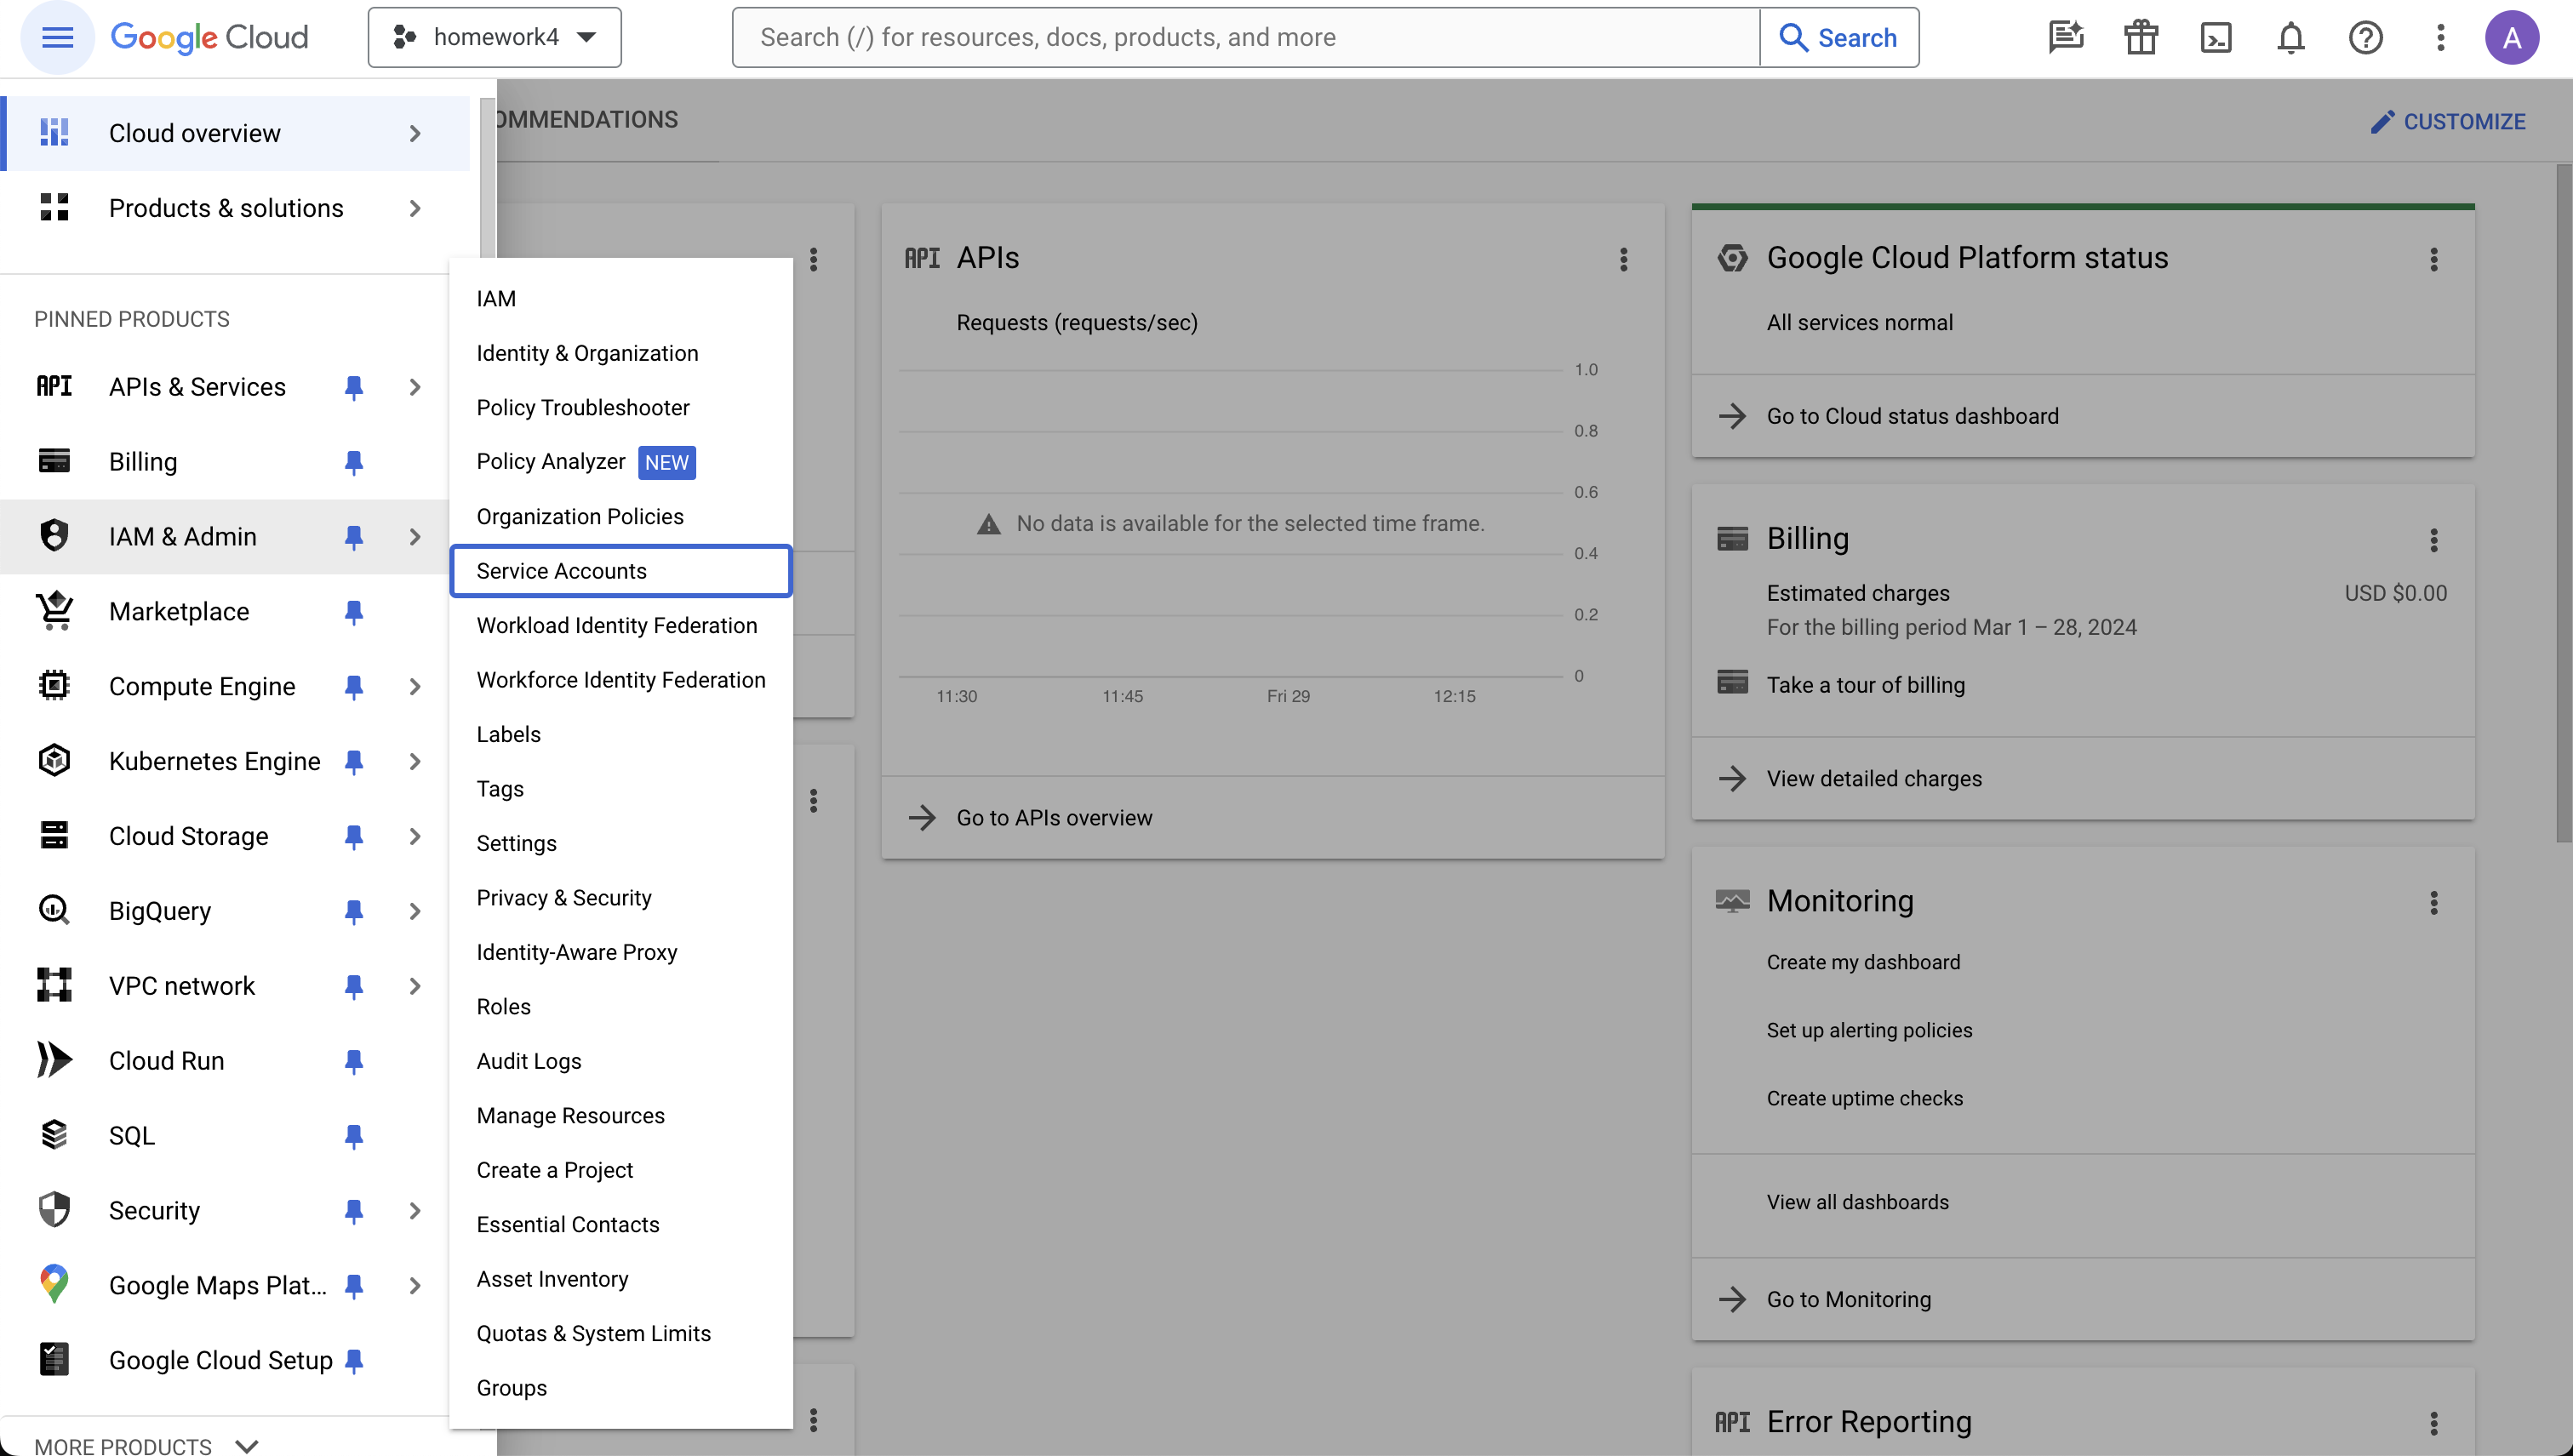 Google Cloud
homework4
Search (/) for resources, docs, products, and more
Search
A
Cloud overview
Products & solutions
PINNED PRODUCTS
API APIs & Services
Billing
IAM & Admin
Marketplace
Compute Engine
Kubernetes Engine
Cloud Storage
BigQuery
VPC network
Cloud Run
SQL
Security
Google Maps Plat...
Google Cloud Setup
MORE PRODUCTS
IAM
Identity & Organization
Policy Troubleshooter
Policy Analyzer NEW
Organization Policies
Service Accounts
Workload Identity Federation
Workforce Identity Federation
Labels
Tags
Settings
Privacy & Security
Identity-Aware Proxy
Roles
Audit Logs
Manage Resources
Create a Project
Essential Contacts
Asset Inventory
Quotas & System Limits
Groups
OMMENDATIONS
CUSTOMIZE
API APIs
Requests (requests/sec)
1.0
0.8
0.6
No data is available for the selected time frame.
0.4
0.2
0
11:30 11:45 Fri 29 12:15
Go to APIs overview
Google Cloud Platform status
All services normal
Go to Cloud status dashboard
Billing
Estimated charges USD $0.00
For the billing period Mar 1 – 28, 2024
Take a tour of billing
View detailed charges
Monitoring
Create my dashboard
Set up alerting policies
Create uptime checks
View all dashboards
Go to Monitoring
API Error Reporting